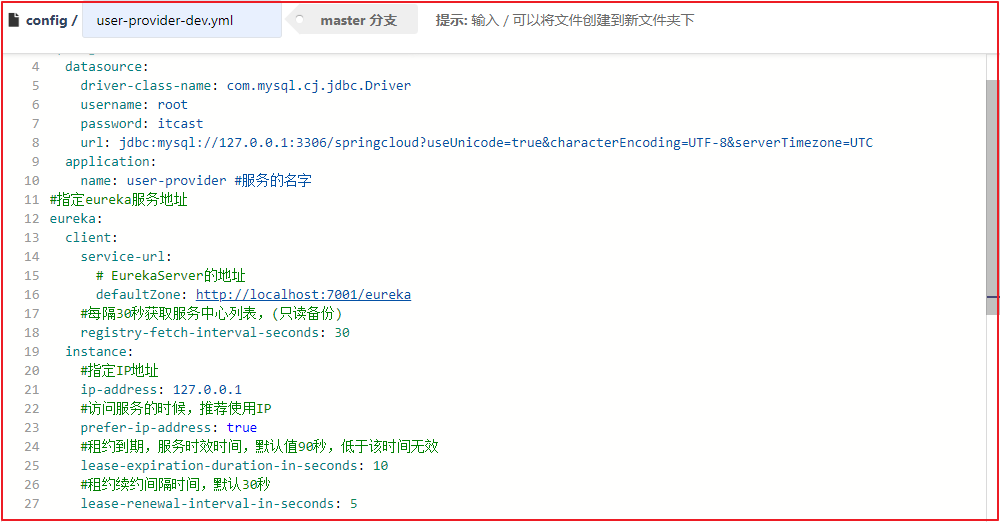 config / user-provider-dev.yml master 分支 提示: 输入 / 可以将文件创建到新文件夹下
4 datasource:
5 driver-class-name: com.mysql.cj.jdbc.Driver
6 username: root
7 password: itcast
8 url: jdbc:mysql://127.0.0.1:3306/springcloud?useUnicode=true&characterEncoding=UTF-8&serverTimezone=UTC
9 application:
10 name: user-provider #服务的名字
11 #指定eureka服务地址
12 eureka:
13 client:
14 service-url:
15 # EurekaServer的地址
16 defaultZone: http://localhost:7001/eureka
17 #每隔30秒获取服务中心列表，(只读备份)
18 registry-fetch-interval-seconds: 30
19 instance:
20 #指定IP地址
21 ip-address: 127.0.0.1
22 #访问服务的时候，推荐使用IP
23 prefer-ip-address: true
24 #租约到期，服务时效时间，默认值90秒，低于该时间无效
25 lease-expiration-duration-in-seconds: 10
26 #租约续约间隔时间，默认30秒
27 lease-renewal-interval-in-seconds: 5